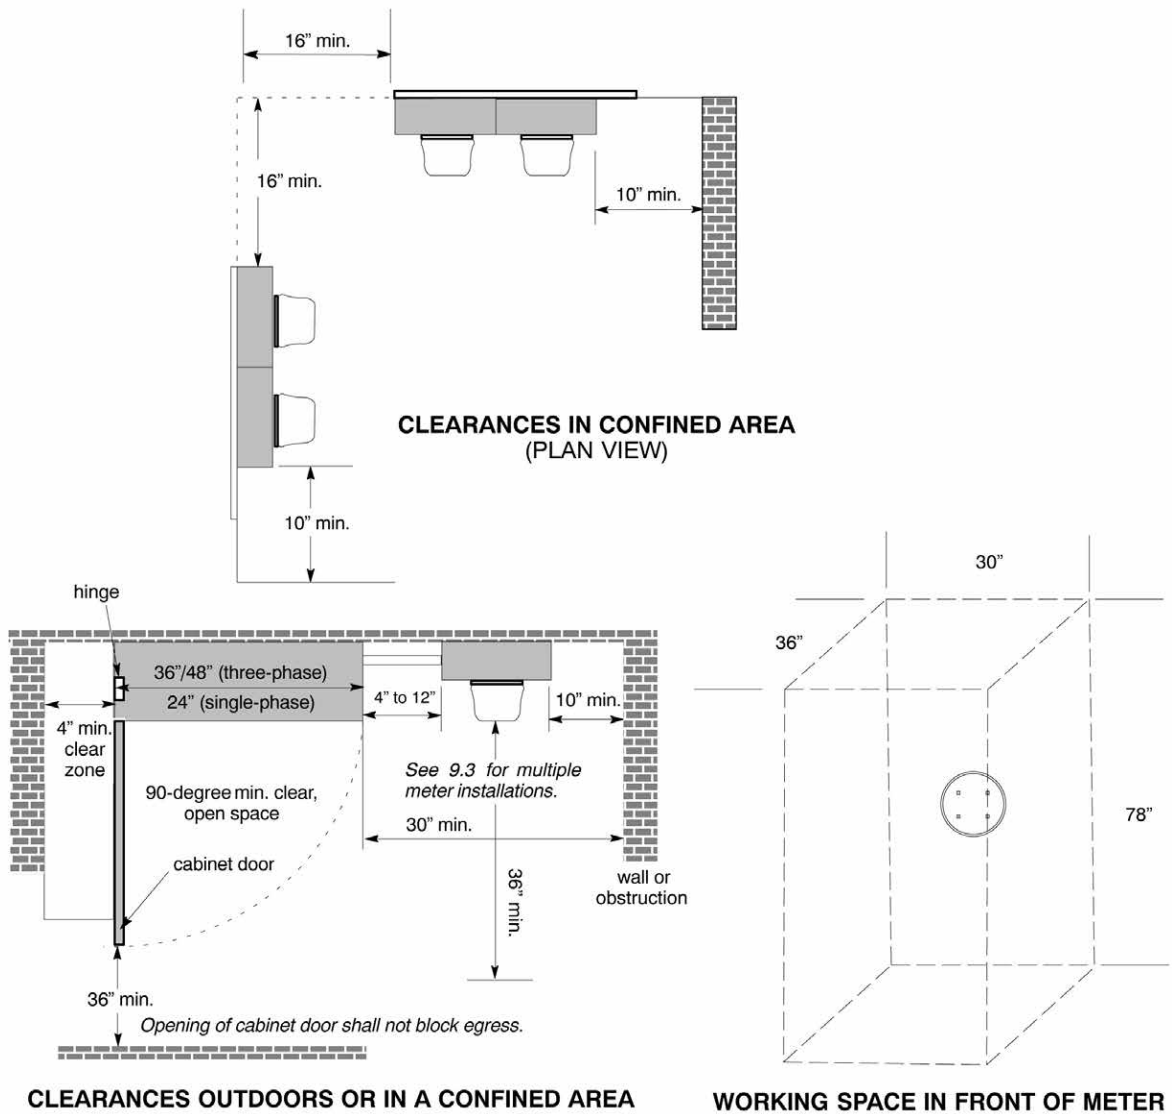 16” min.
16” min.
10” min.
CLEARANCES IN CONFINED AREA
(PLAN VIEW)
10” min.
hinge
36”/48” (three-phase)
24” (single-phase)
4” to 12”
10” min.
4” min.
clear
zone
See 9.3 for multiple
meter installations.
90-degree min. clear,
open space
30” min.
cabinet door
36” min.
wall or
obstruction
36” min.
Opening of cabinet door shall not block egress.
CLEARANCES OUTDOORS OR IN A CONFINED AREA
30”
36”
78”
WORKING SPACE IN FRONT OF METER